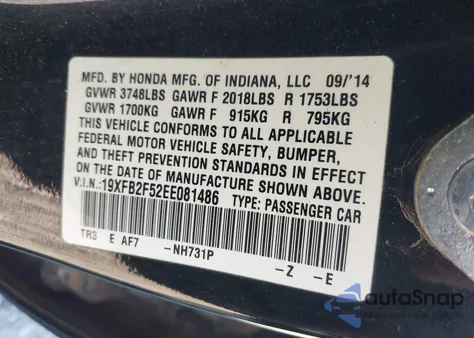 MFD. BY HONDA MFG. OF INDIANA, LLC 09/'14
GVWR 3748LBS GAWR F 2018LBS R 1753LBS
GVWR 1700KG GAWR F 915KG R 795KG
THIS VEHICLE CONFORMS TO ALL APPLICABLE
FEDERAL MOTOR VEHICLE SAFETY, BUMPER,
AND THEFT PREVENTION STANDARDS IN EFFECT
ON THE DATE OF MANUFACTURE SHOWN ABOVE.
V.I.N.:19XFB2F52EE081486 TYPE: PASSENGER CAR
TR3 E AF7 -NH731P -Z -E
autoSnap